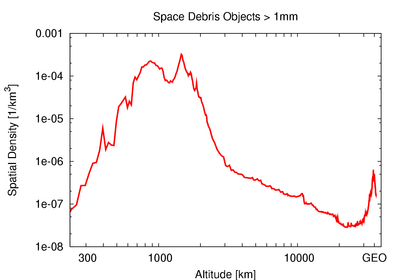 Space Debris Objects > 1mm
0.001
1e-04
1e-05
1e-06
1e-07
1e-08
Spatial Density [1/km³]
300 1000 10000 GEO
Altitude [km]